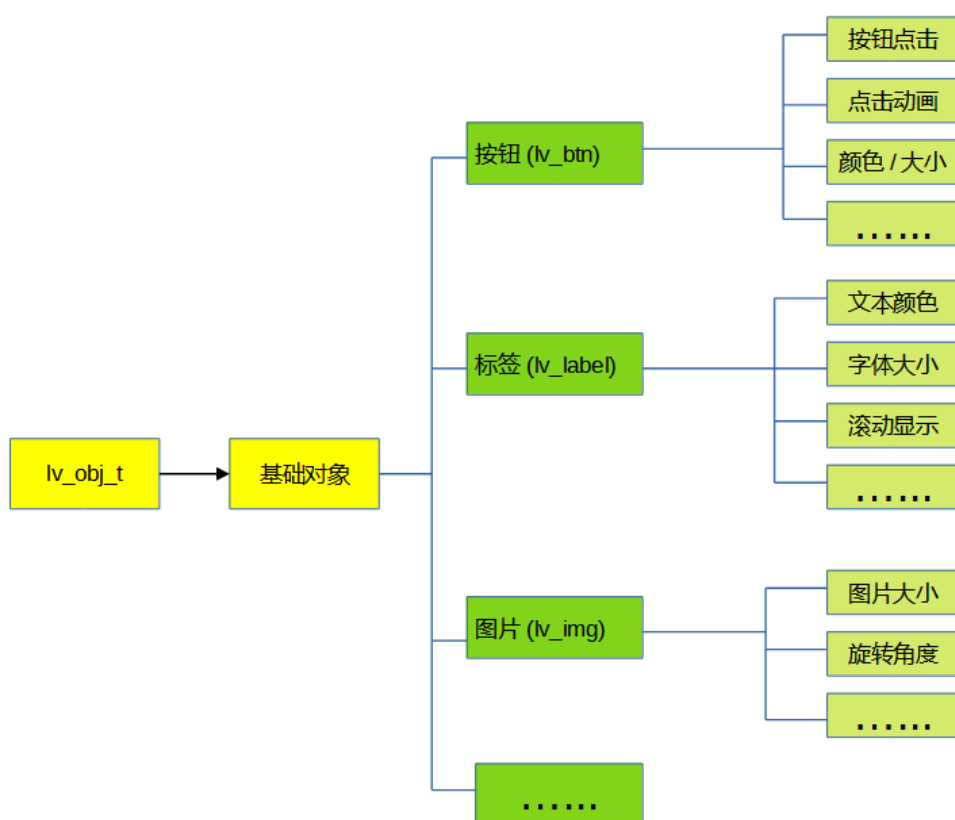 lv_obj_t
基础对象
按钮 (lv_btn)
按钮点击
点击动画
颜色 / 大小
……
标签 (lv_label)
文本颜色
字体大小
滚动显示
……
图片 (lv_img)
图片大小
旋转角度
……
……